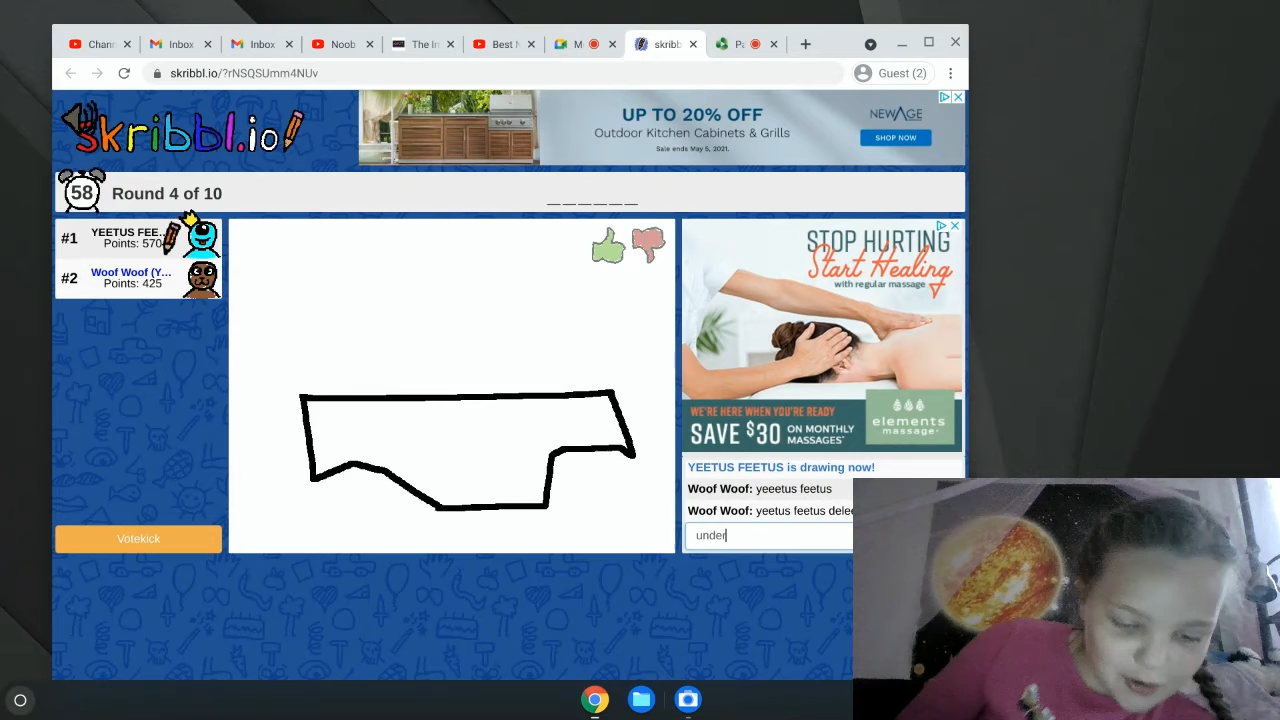 Chann
Inbox
Inbox
Noob
The In
Best M
M
skribb
Pa
skribbl.io/?rNSQSUmm4NUv
Guest (2)
skribbl.io
UP TO 20% OFF
Outdoor Kitchen Cabinets & Grills
Sale ends May 5, 2021.
NEWAGE
SHOP NOW
58
Round 4 of 10
_ _ _ _ _ _
#1
YEETUS FEE...
Points: 570
#2
Woof Woof (Y...
Points: 425
Votekick
STOP HURTING
Start Healing
with regular massage
WE'RE HERE WHEN YOU'RE READY
SAVE $30 ON MONTHLY MASSAGES*
elements
massage
YEETUS FEETUS is drawing now!
Woof Woof: yeeetus feetus
Woof Woof: yeetus feetus delee
under